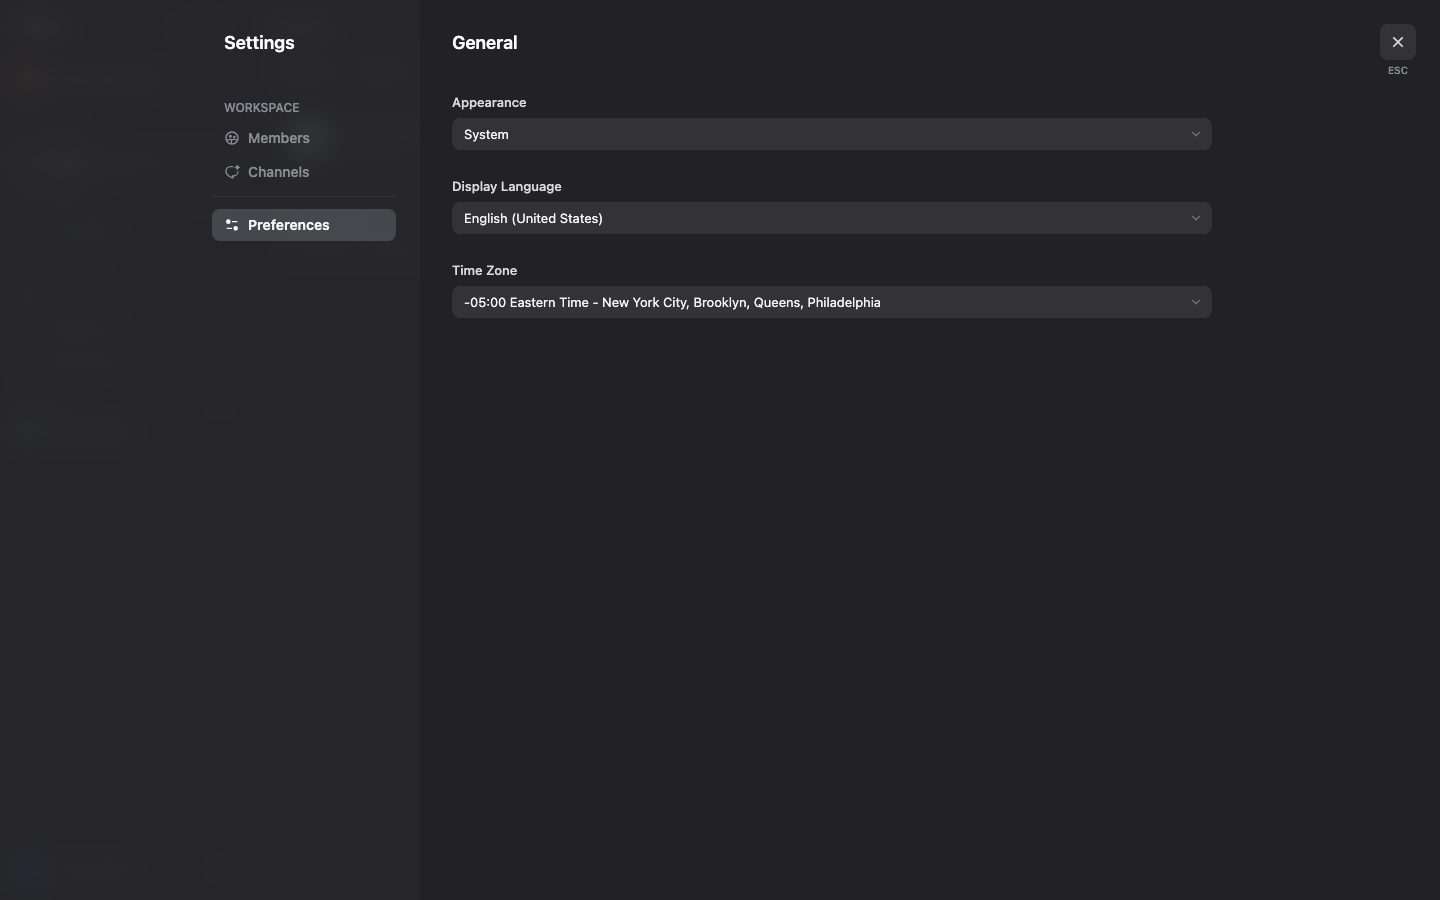 Settings
WORKSPACE
Members
Channels
Preferences
General
ESC
Appearance
System
Display Language
English (United States)
Time Zone
-05:00 Eastern Time - New York City, Brooklyn, Queens, Philadelphia